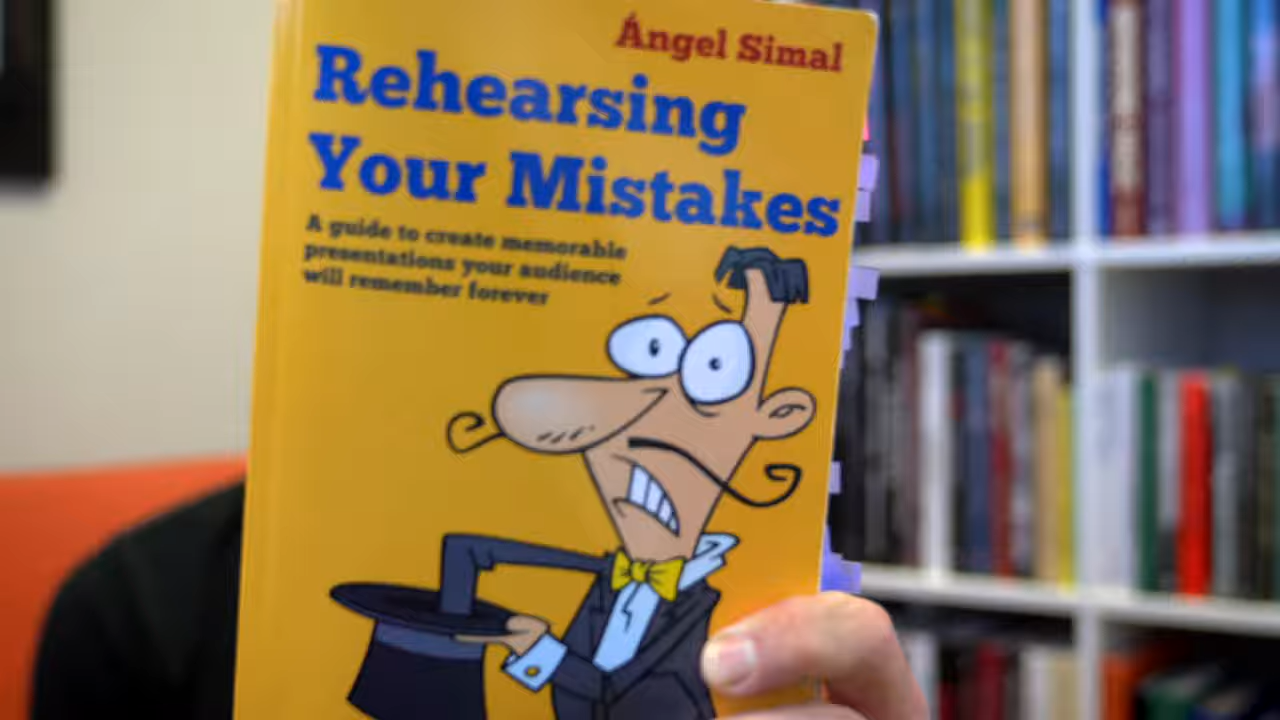 Ángel Simal
Rehearsing
Your Mistakes
A guide to create memorable
presentations your audience
will remember forever